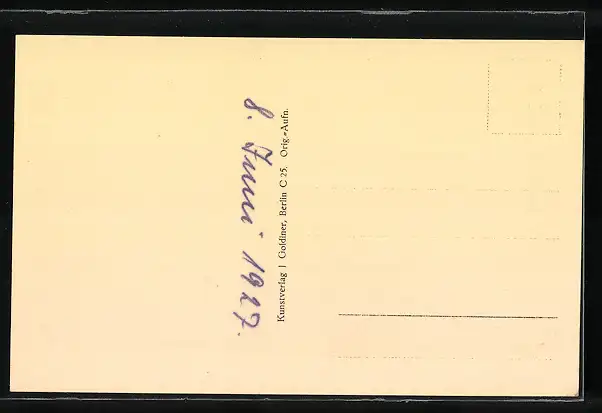 8. Juni 1927.
Kunstverlag J. Goldiner, Berlin C 25. Orig.-Aufn.